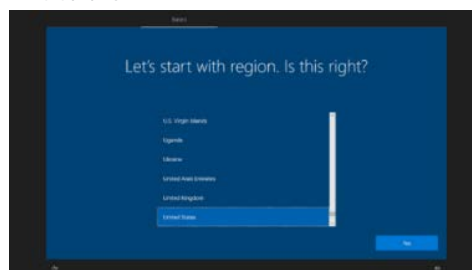 Basics
Let's start with region. Is this right?
U.S. Virgin Islands
Uganda
Ukraine
United Arab Emirates
United Kingdom
United States
Yes